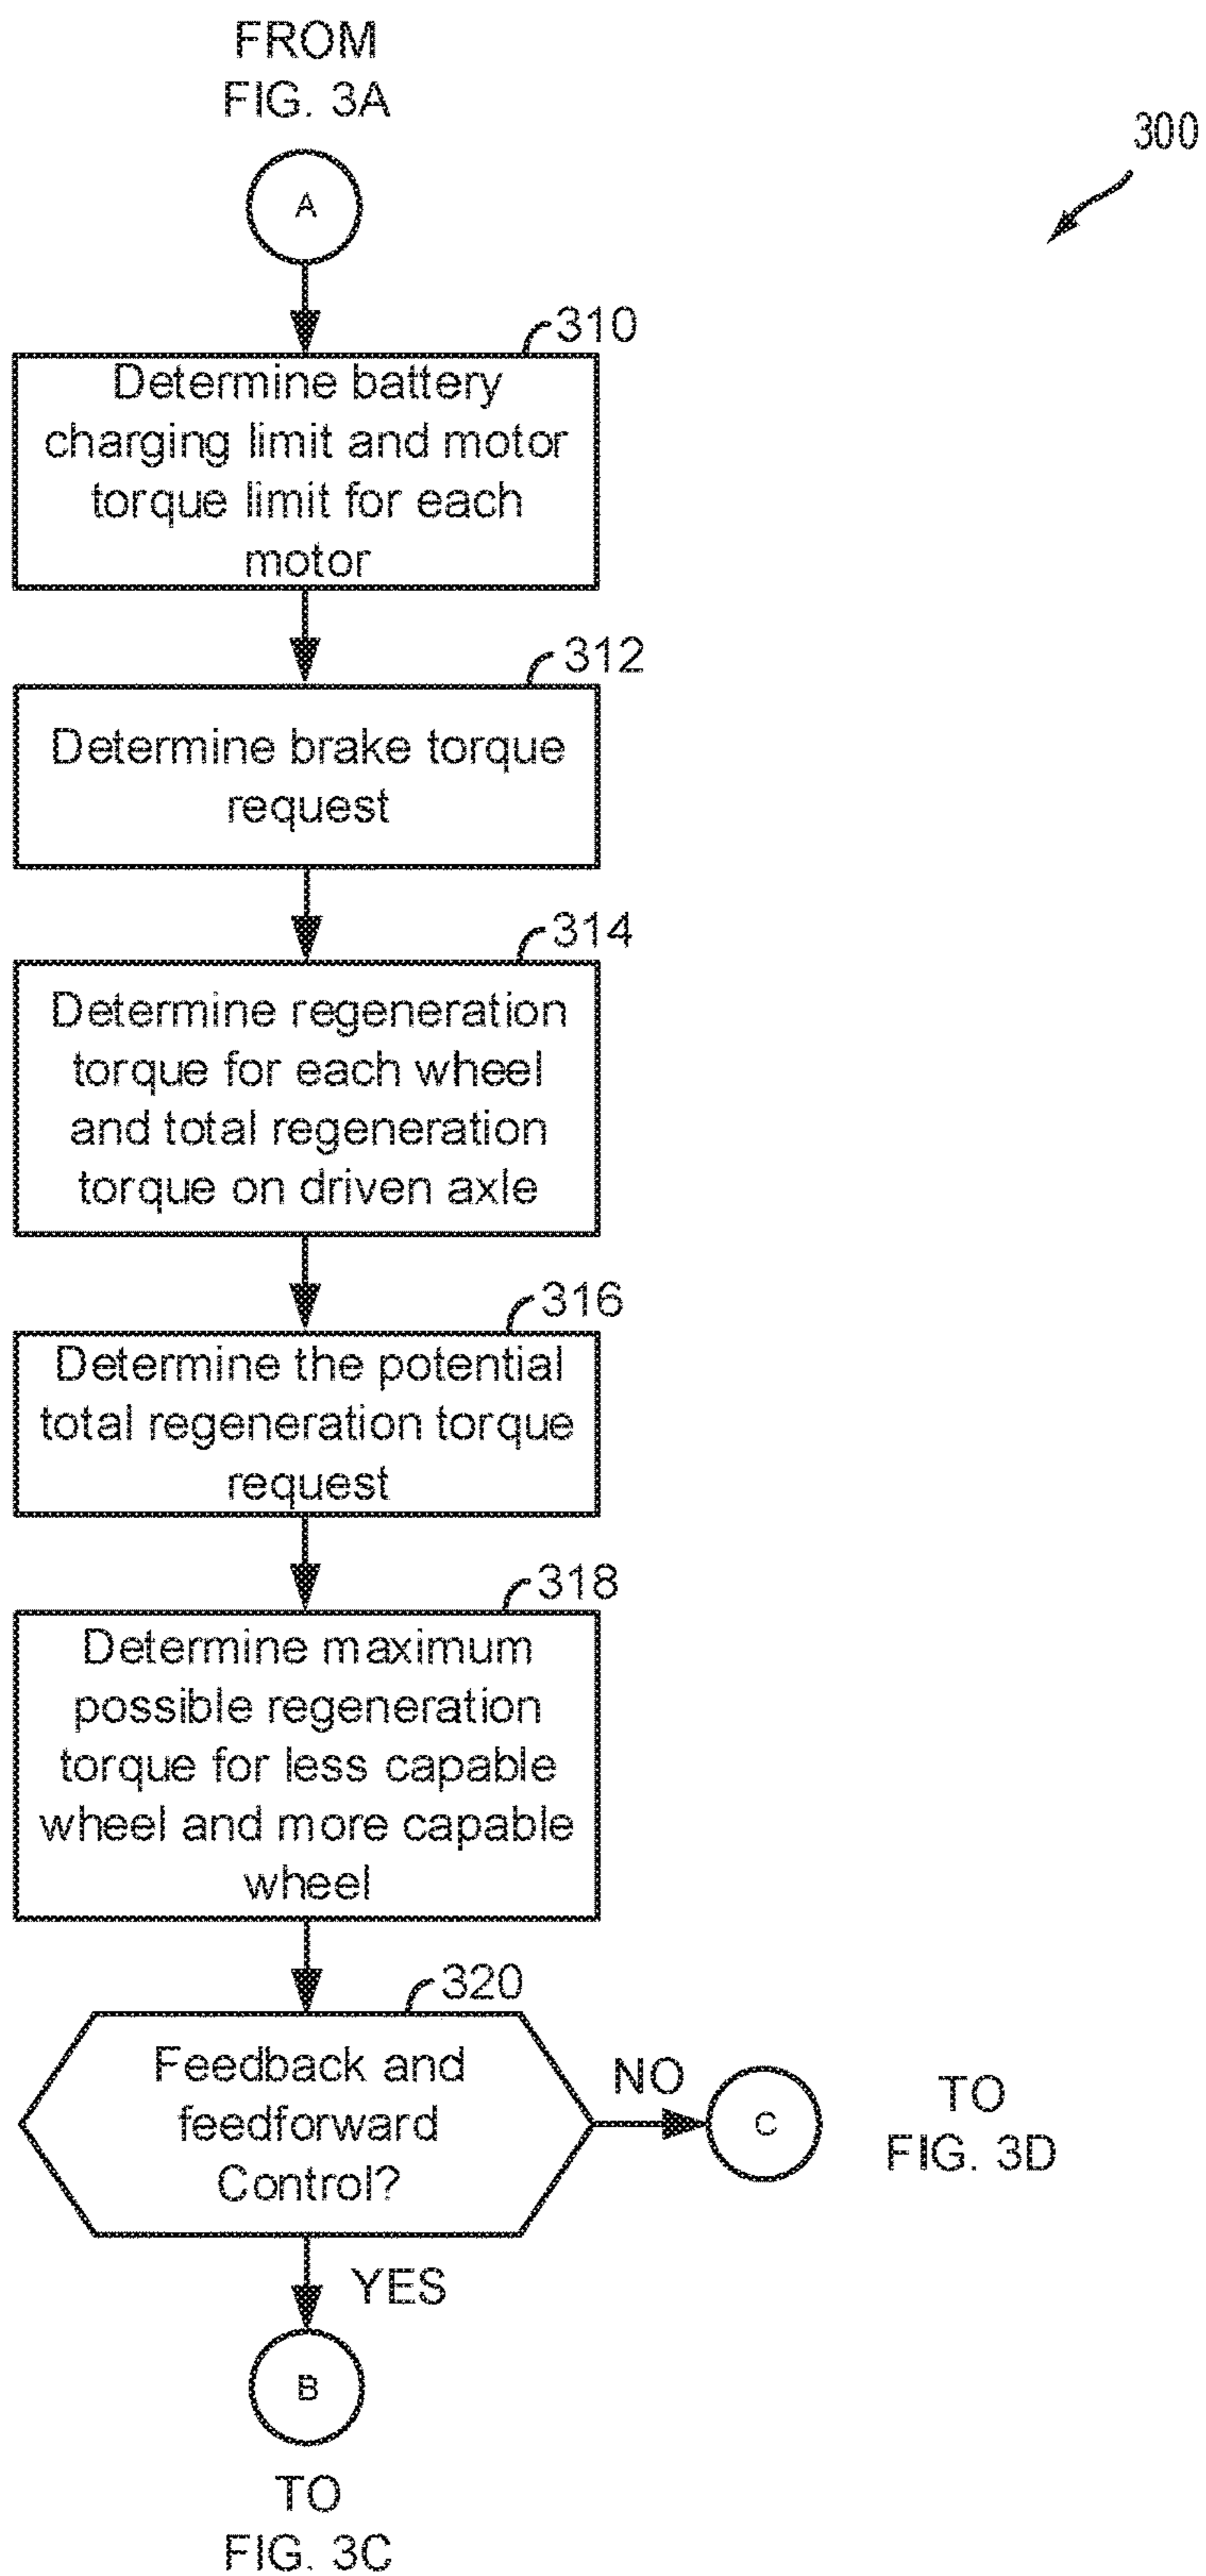 FROM
FIG. 3A
300
A
310
Determine battery
charging limit and motor
torque limit for each
motor
312
Determine brake torque
request
314
Determine regeneration
torque for each wheel
and total regeneration
torque on driven axle
316
Determine the potential
total regeneration torque
request
318
Determine maximum
possible regeneration
torque for less capable
wheel and more capable
wheel
320
Feedback and
feedforward
Control?
NO
C
TO
FIG. 3D
YES
B
TO
FIG. 3C